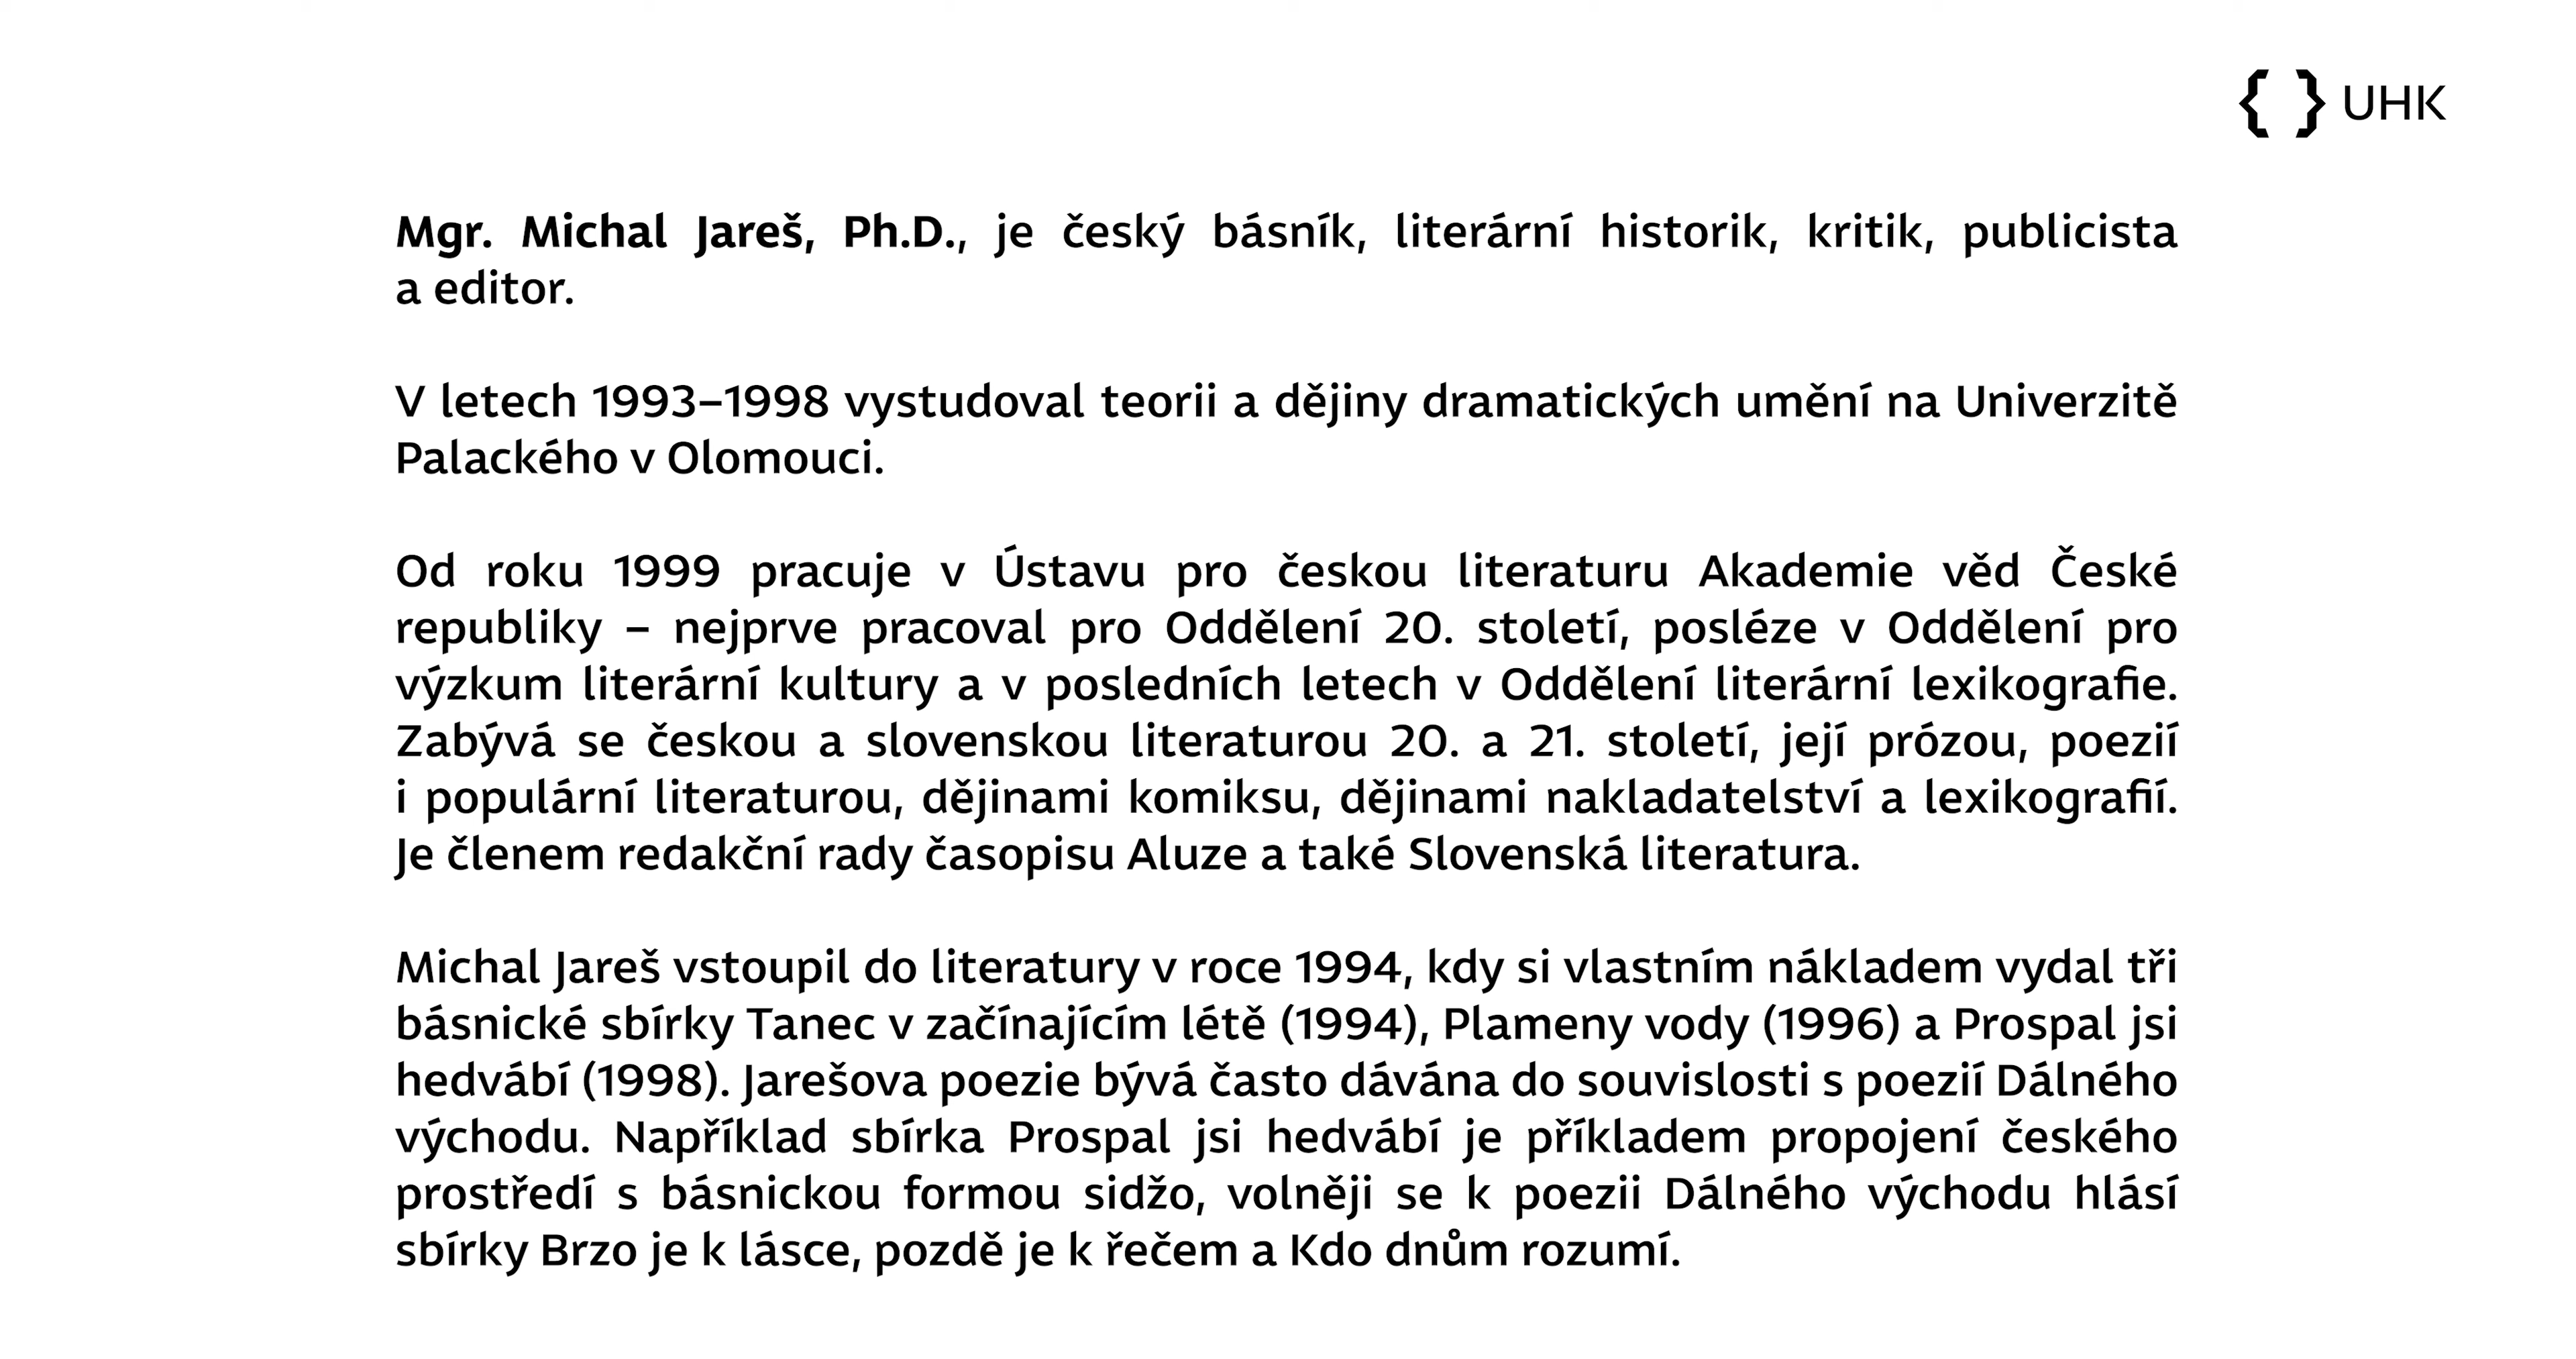 { } UHK
Mgr. Michal Jareš, Ph.D., je český básník, literární historik, kritik, publicista
a editor.
V letech 1993–1998 vystudoval teorii a dějiny dramatických umění na Univerzitě
Palackého v Olomouci.
Od roku 1999 pracuje v Ústavu pro českou literaturu Akademie věd České
republiky – nejprve pracoval pro Oddělení 20. století, posléze v Oddělení pro
výzkum literární kultury a v posledních letech v Oddělení literární lexikografie.
Zabývá se českou a slovenskou literaturou 20. a 21. století, její prózou, poezií
i populární literaturou, dějinami komiksu, dějinami nakladatelství a lexikografií.
Je členem redakční rady časopisu Aluze a také Slovenská literatura.
Michal Jareš vstoupil do literatury v roce 1994, kdy si vlastním nákladem vydal tři
básnické sbírky Tanec v začínajícím létě (1994), Plameny vody (1996) a Prospal jsi
hedvábí (1998). Jarešova poezie bývá často dávána do souvislosti s poezií Dálného
východu. Například sbírka Prospal jsi hedvábí je příkladem propojení českého
prostředí s básnickou formou sidžo, volněji se k poezii Dálného východu hlásí
sbírky Brzo je k lásce, pozdě je k řečem a Kdo dnům rozumí.